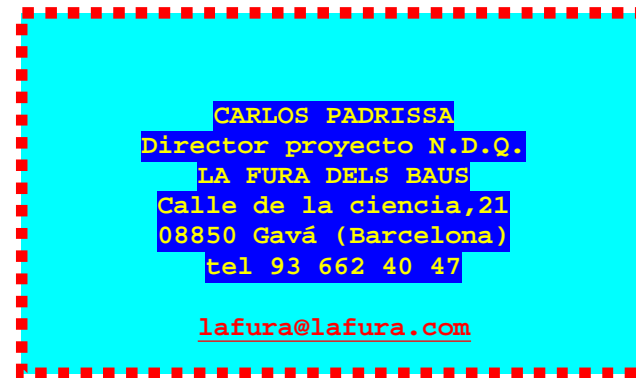 CARLOS PADRISSA
Director proyecto N.D.Q.
LA FURA DELS BAUS
Calle de la ciencia,21
08850 Gavá (Barcelona)
tel 93 662 40 47
lafura@lafura.com